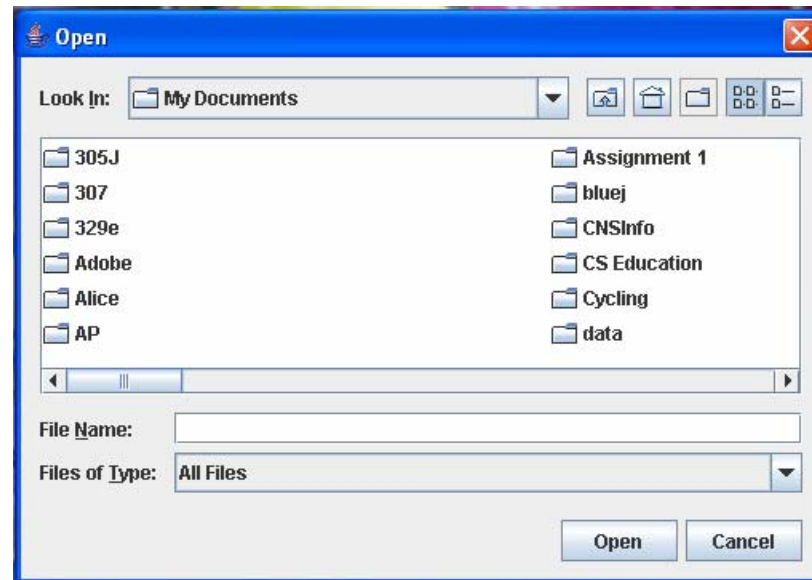 Open
Look In: My Documents
305J
307
329e
Adobe
Alice
AP
Assignment 1
bluej
CNSInfo
CS Education
Cycling
data
File Name:
Files of Type: All Files
Open Cancel